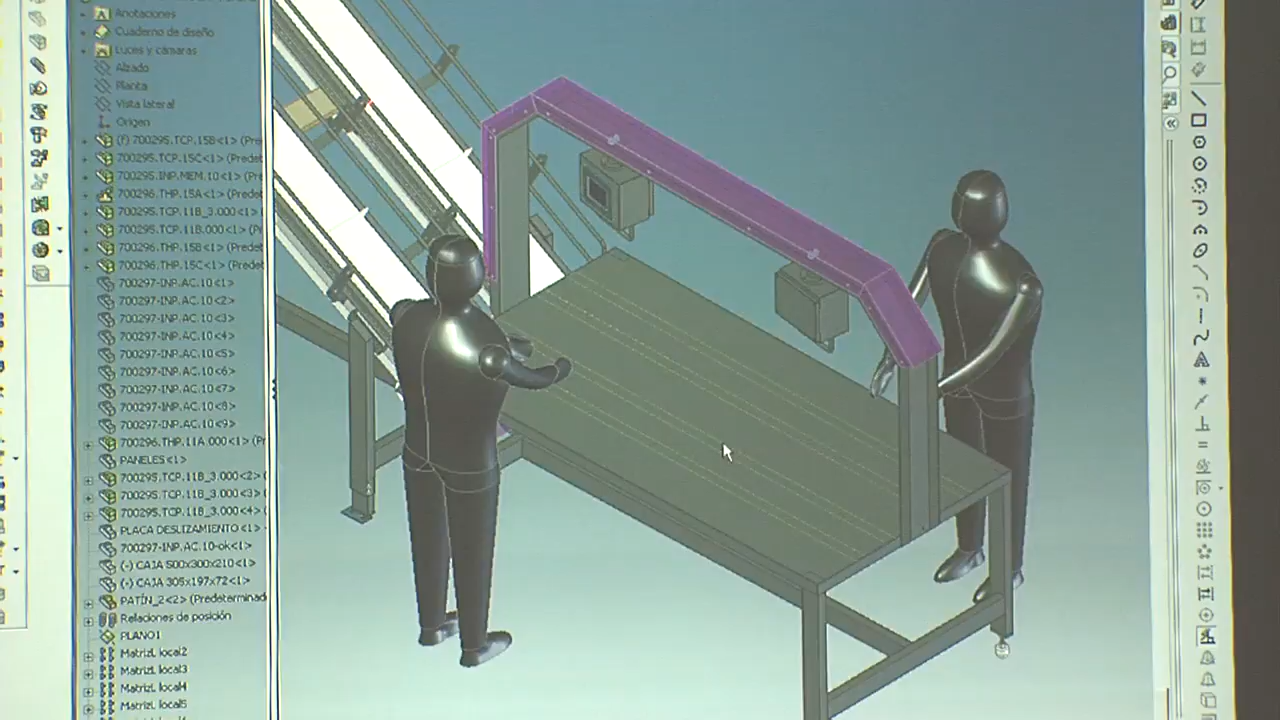 Anotaciones
Cuaderno de diseño
Luces y cámaras
Alzado
Planta
Vista lateral
Origen
(f) 700295.TCP.15B<1> (Pre
700295.TCP.15C<1> (Predet
700295.INP.MEM.10<1> (Pre
700296.THP.15A<1> (Predet
700295.TCP.11B_3.000<1> (
700295.TCP.11B.000<1> (Pr
700296.THP.15B<1> (Predet
700296.THP.15C<1> (Predet
700297-INP.AC.10<1>
700297-INP.AC.10<2>
700297-INP.AC.10<3>
700297-INP.AC.10<4>
700297-INP.AC.10<5>
700297-INP.AC.10<6>
700297-INP.AC.10<7>
700297-INP.AC.10<8>
700297-INP.AC.10<9>
700296.THP.11A.000<1> (Pr
PANELES<1>
700295.TCP.11B_3.000<2> (
700295.TCP.11B_3.000<3> (
700295.TCP.11B_3.000<4> (
PLACA DESLIZAMIENTO<1>
700297-INP.AC.10-ok<1>
(-) CAJA 500x300x210<1>
(-) CAJA 305x197x72<1>
PATÍN_2<2> (Predeterminad
Relaciones de posición
PLANO1
MatrizL local2
MatrizL local3
MatrizL local4
MatrizL local5